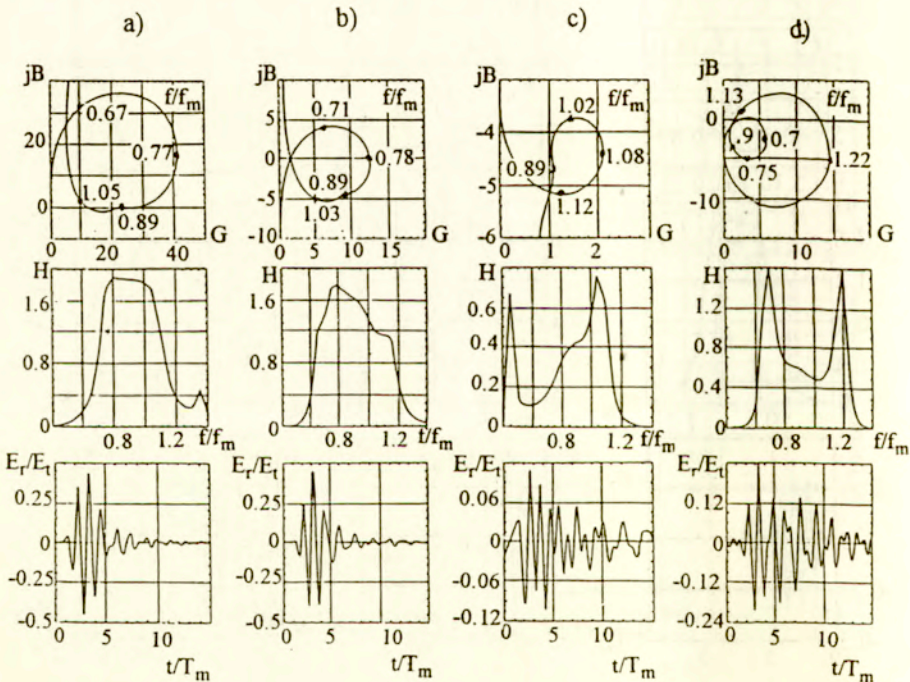 a) b) c) d)
jB jB jB jB
f/fm f/fm f/fm f/fm
0.67 0.71 1.02 1.13
20 5 -4 0
0.77 0.78 1.08 .9 0.7
0 0.89 0.89
1.05 -5 1.03 -5 0.75 1.22
0.89 1.12 -10
-10 -6
0 20 40 G 0 5 10 15 G 0 1 2 G 0 10 G
H H H H
1.6 1.6 0.6 1.6
1.2
0.8 0.8 0.4 0.8
0.2 0.4
0 0 0 0
0.8 1.2 f/fm 0.8 1.2 f/fm 0.8 1.2 f/fm 0.8 1.2 f/fm
Er/Et Er/Et Er/Et Er/Et
0.25 0.25 0.06 0.12
0 0 0 0
-0.25 -0.25 -0.06 -0.12
-0.5 -0.5 -0.12 -0.24
0 5 10 0 5 10 0 5 10 15 0 5 10
t/Tm t/Tm t/Tm t/Tm